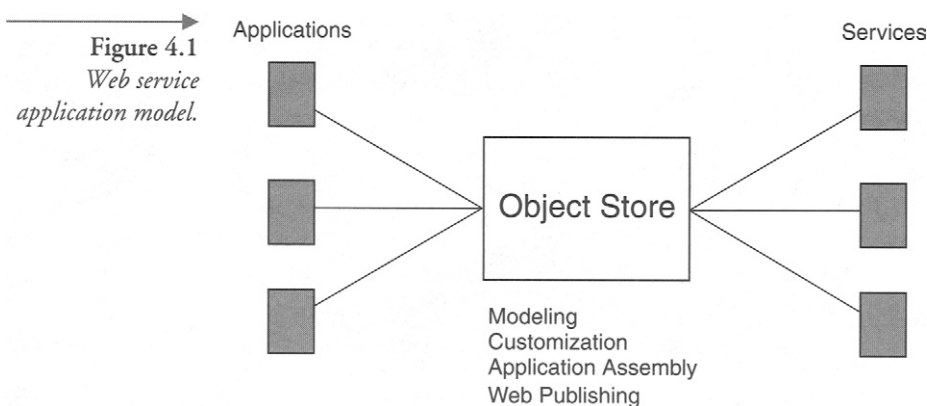 Figure 4.1
Web service
application model.
Applications
Services
Object Store
Modeling
Customization
Application Assembly
Web Publishing